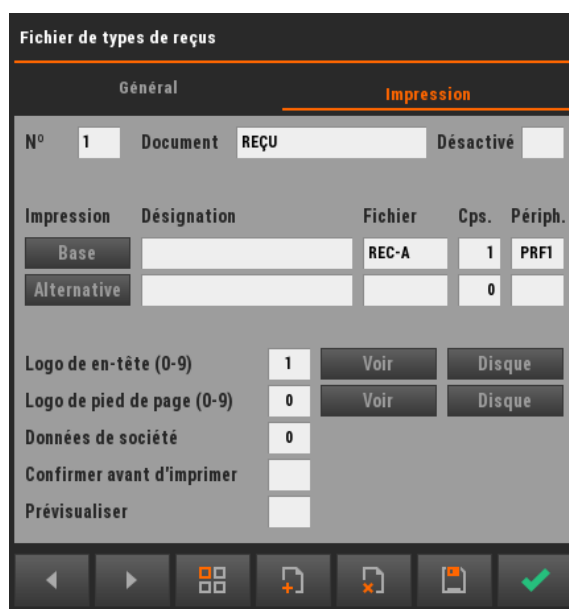 Fichier de types de reçus
Général Impression
Nº 1 Document REÇU Désactivé
Impression Désignation Fichier Cps. Périph.
Base REC-A 1 PRF1
Alternative 0
Logo de en-tête (0-9) 1 Voir Disque
Logo de pied de page (0-9) 0 Voir Disque
Données de société 0
Confirmer avant d'imprimer
Prévisualiser